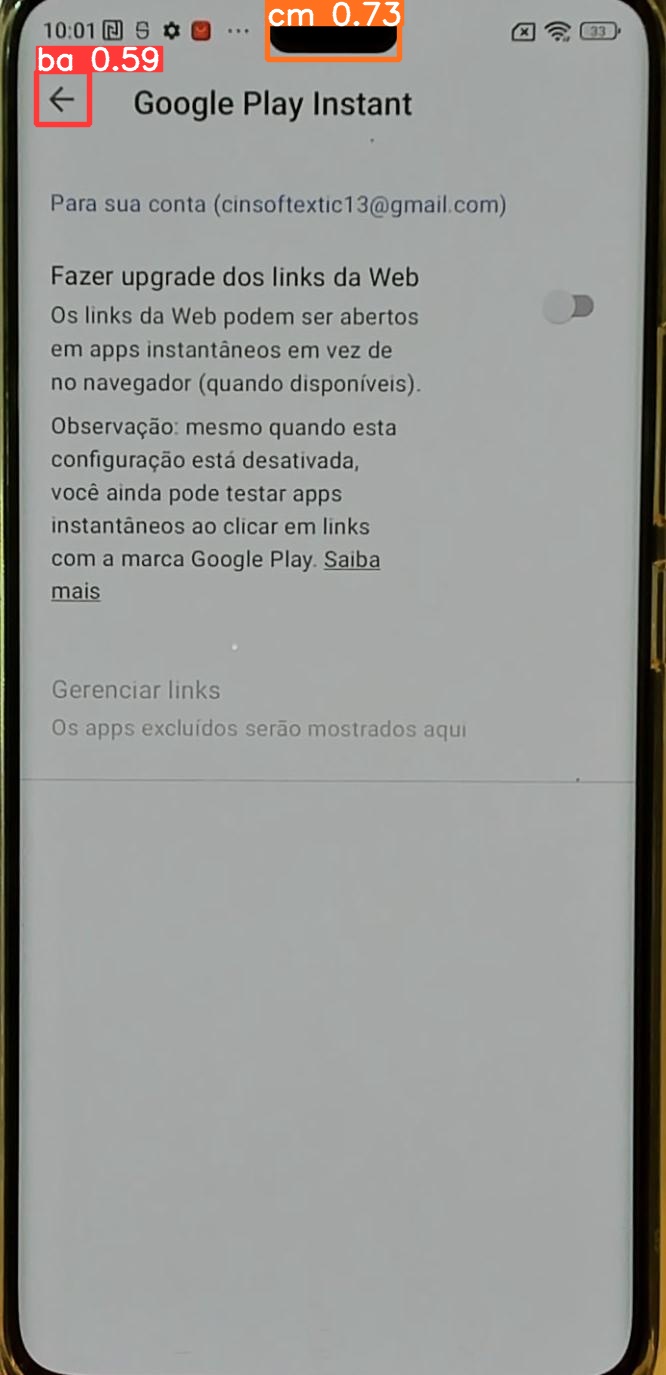 cm 0.73
10:01
33
ba 0.59
Google Play Instant
Para sua conta (cinsoftextic13@gmail.com)
Fazer upgrade dos links da Web
Os links da Web podem ser abertos
em apps instantâneos em vez de
no navegador (quando disponíveis).
Observação: mesmo quando esta
configuração está desativada,
você ainda pode testar apps
instantâneos ao clicar em links
com a marca Google Play. Saiba
mais
Gerenciar links
Os apps excluídos serão mostrados aqui